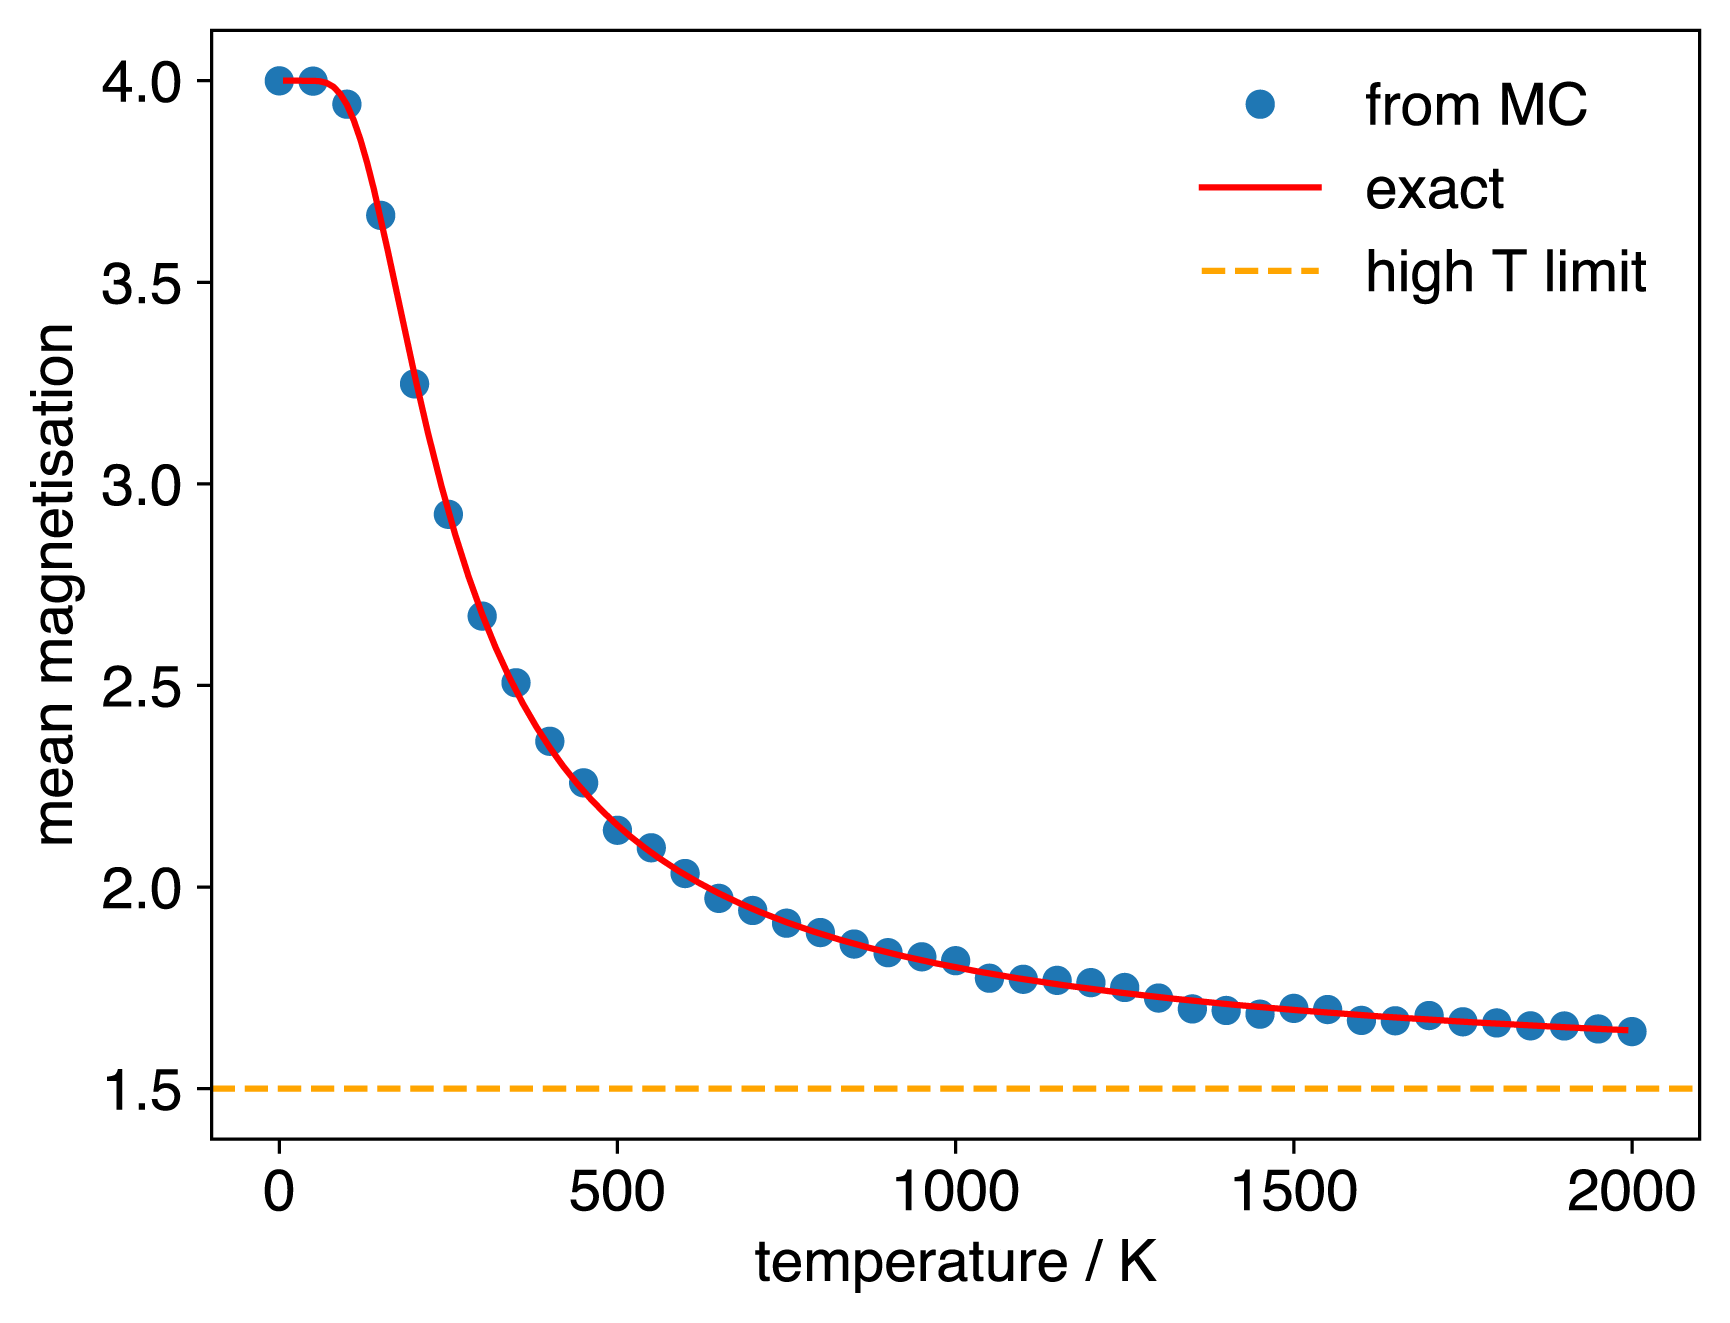 4.0
3.5
3.0
2.5
2.0
1.5
mean magnetisation
from MC
exact
high T limit
0 500 1000 1500 2000
temperature / K